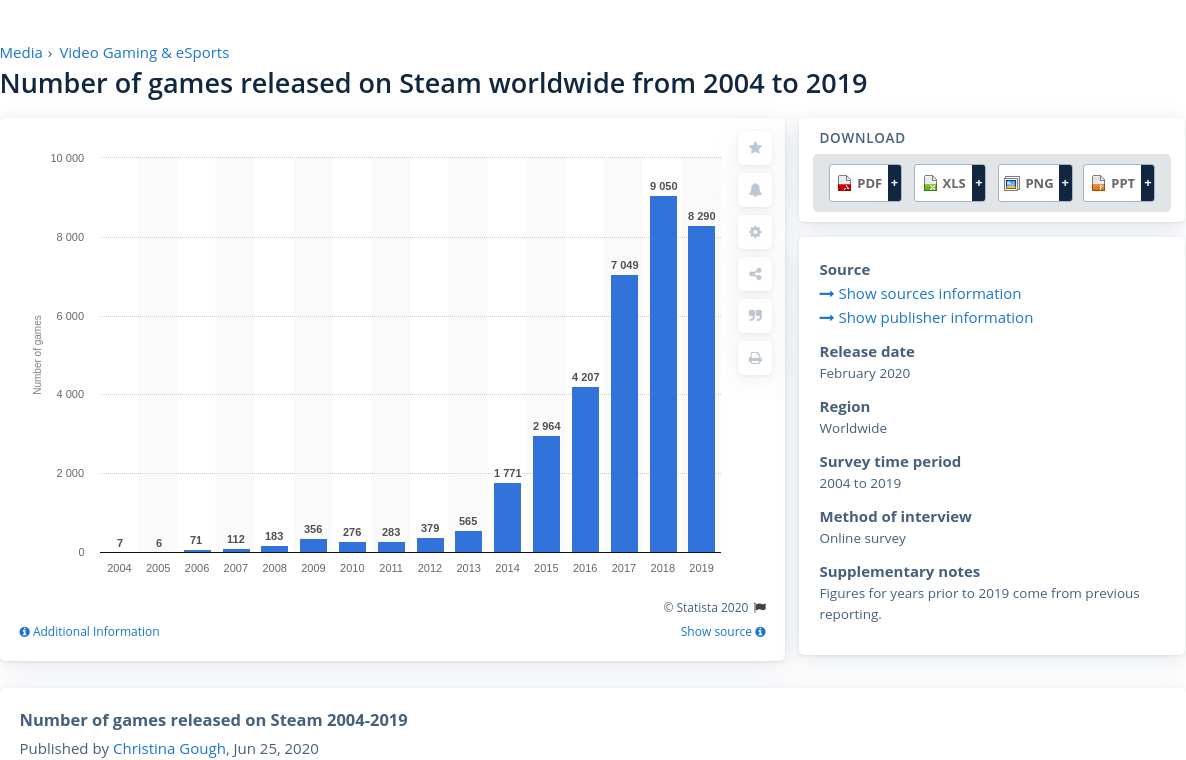 Media › Video Gaming & eSports
Number of games released on Steam worldwide from 2004 to 2019
Number of games
10 000
8 000
6 000
4 000
2 000
0
7 6 71 112 183 356 276 283 379 565 1 771 2 964 4 207 7 049 9 050 8 290
2004 2005 2006 2007 2008 2009 2010 2011 2012 2013 2014 2015 2016 2017 2018 2019
© Statista 2020
Additional Information
Show source
DOWNLOAD
PDF + XLS + PNG + PPT +
Source
Show sources information
Show publisher information
Release date
February 2020
Region
Worldwide
Survey time period
2004 to 2019
Method of interview
Online survey
Supplementary notes
Figures for years prior to 2019 come from previous
reporting.
Number of games released on Steam 2004-2019
Published by Christina Gough, Jun 25, 2020